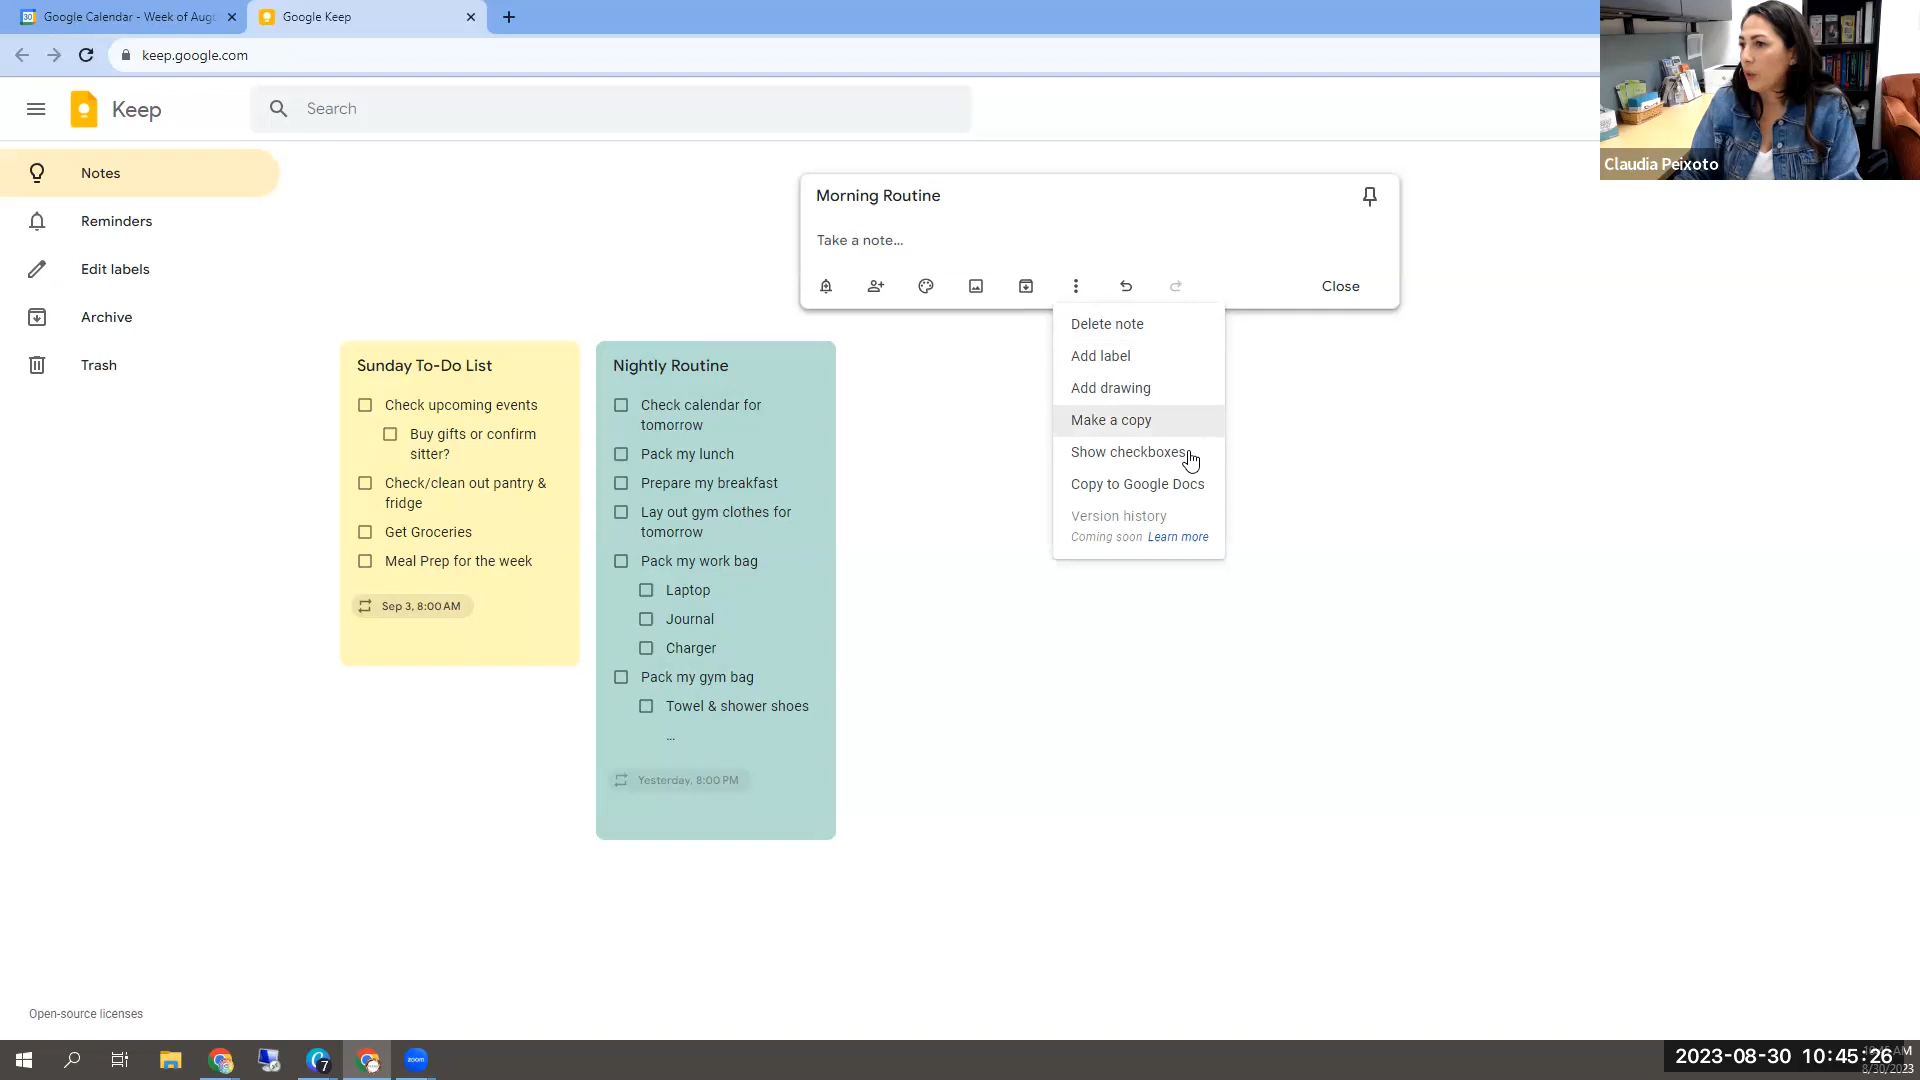 Google Calendar - Week of Aug
Google Keep
keep.google.com
Keep
Search
Claudia Peixoto
Notes
Reminders
Edit labels
Archive
Trash
Morning Routine
Take a note...
Close
Delete note
Add label
Add drawing
Make a copy
Show checkboxes
Copy to Google Docs
Version history
Coming soon Learn more
Sunday To-Do List
Check upcoming events
Buy gifts or confirm
sitter?
Check/clean out pantry &
fridge
Get Groceries
Meal Prep for the week
Sep 3, 8:00 AM
Nightly Routine
Check calendar for
tomorrow
Pack my lunch
Prepare my breakfast
Lay out gym clothes for
tomorrow
Pack my work bag
Laptop
Journal
Charger
Pack my gym bag
Towel & shower shoes
...
Yesterday, 8:00 PM
Open-source licenses
30
7
zoom
2023-08-30 10:45:26
8/30/2023